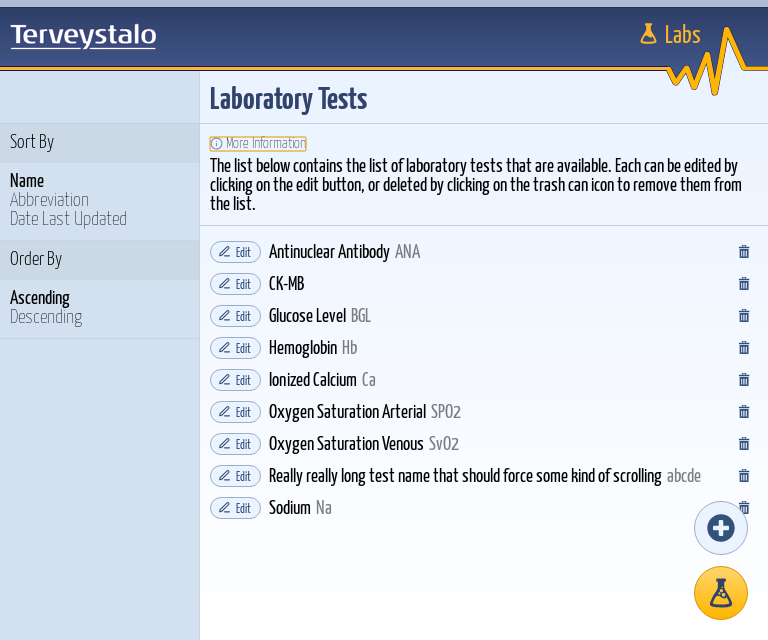 Terveystalo
Labs
Laboratory Tests
Sort By
Name
Abbreviation
Date Last Updated
Order By
Ascending
Descending
More Information
The list below contains the list of laboratory tests that are available. Each can be edited by
clicking on the edit button, or deleted by clicking on the trash can icon to remove them from
the list.
Edit Antinuclear Antibody ANA
Edit CK-MB
Edit Glucose Level BGL
Edit Hemoglobin Hb
Edit Ionized Calcium Ca
Edit Oxygen Saturation Arterial SPO2
Edit Oxygen Saturation Venous SvO2
Edit Really really long test name that should force some kind of scrolling abcde
Edit Sodium Na